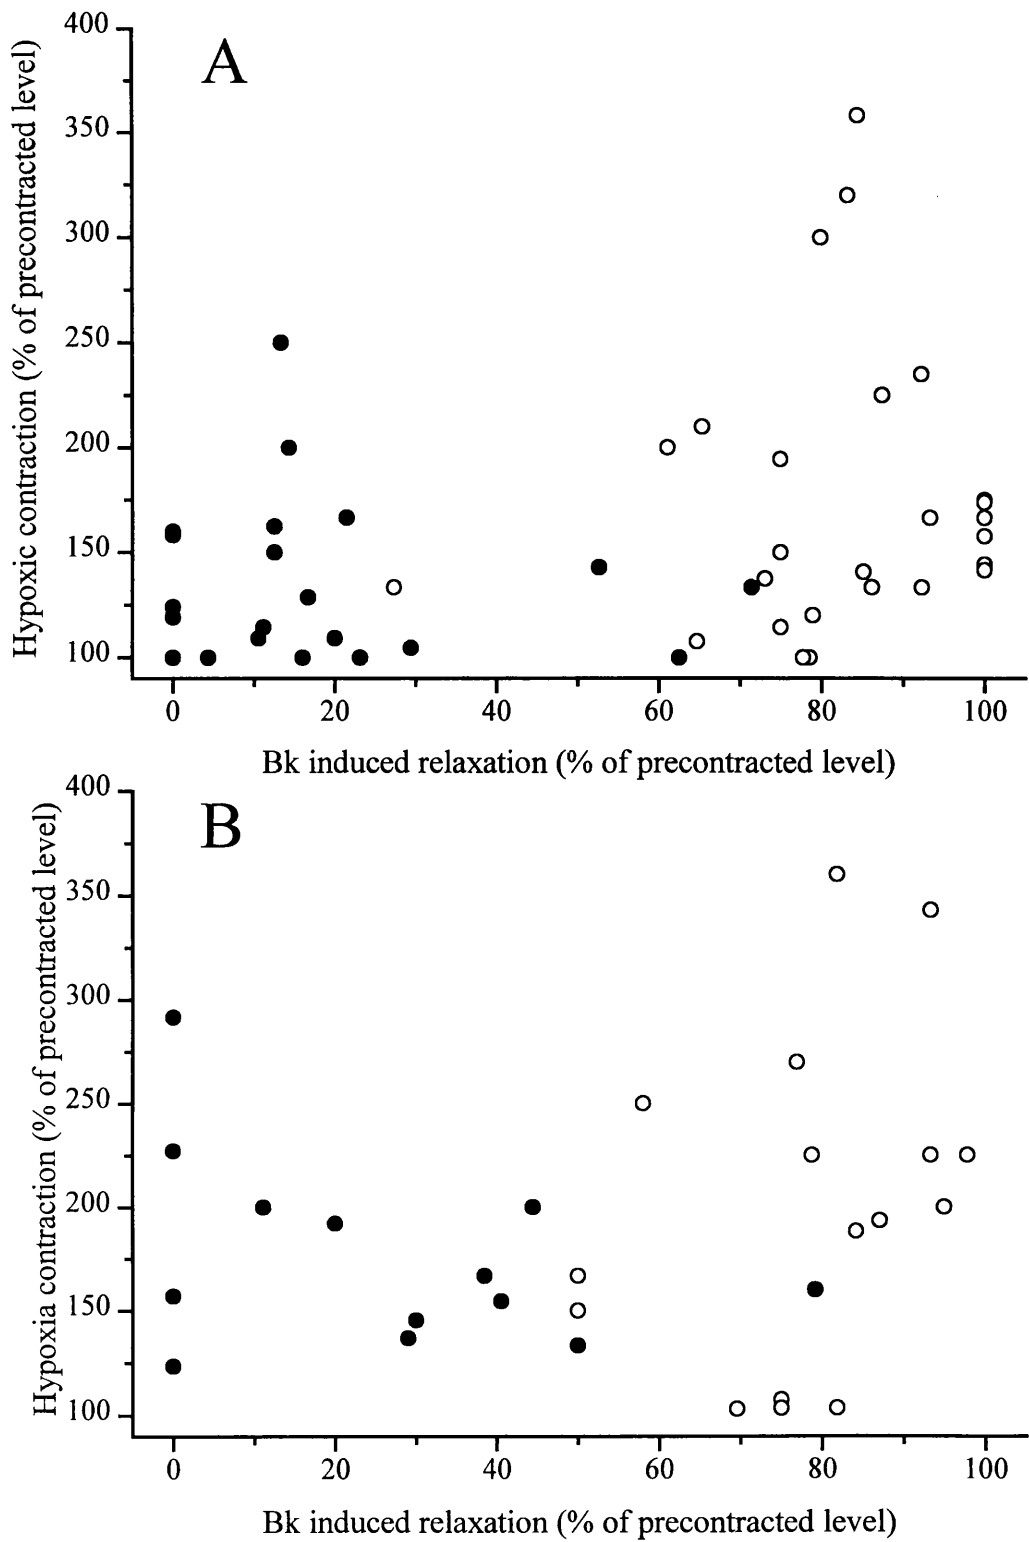 A
400
350
300
250
200
150
100
Hypoxic contraction (% of precontracted level)
0 20 40 60 80 100
Bk induced relaxation (% of precontracted level)
B
400
350
300
250
200
150
100
Hypoxia contraction (% of precontracted level)
0 20 40 60 80 100
Bk induced relaxation (% of precontracted level)